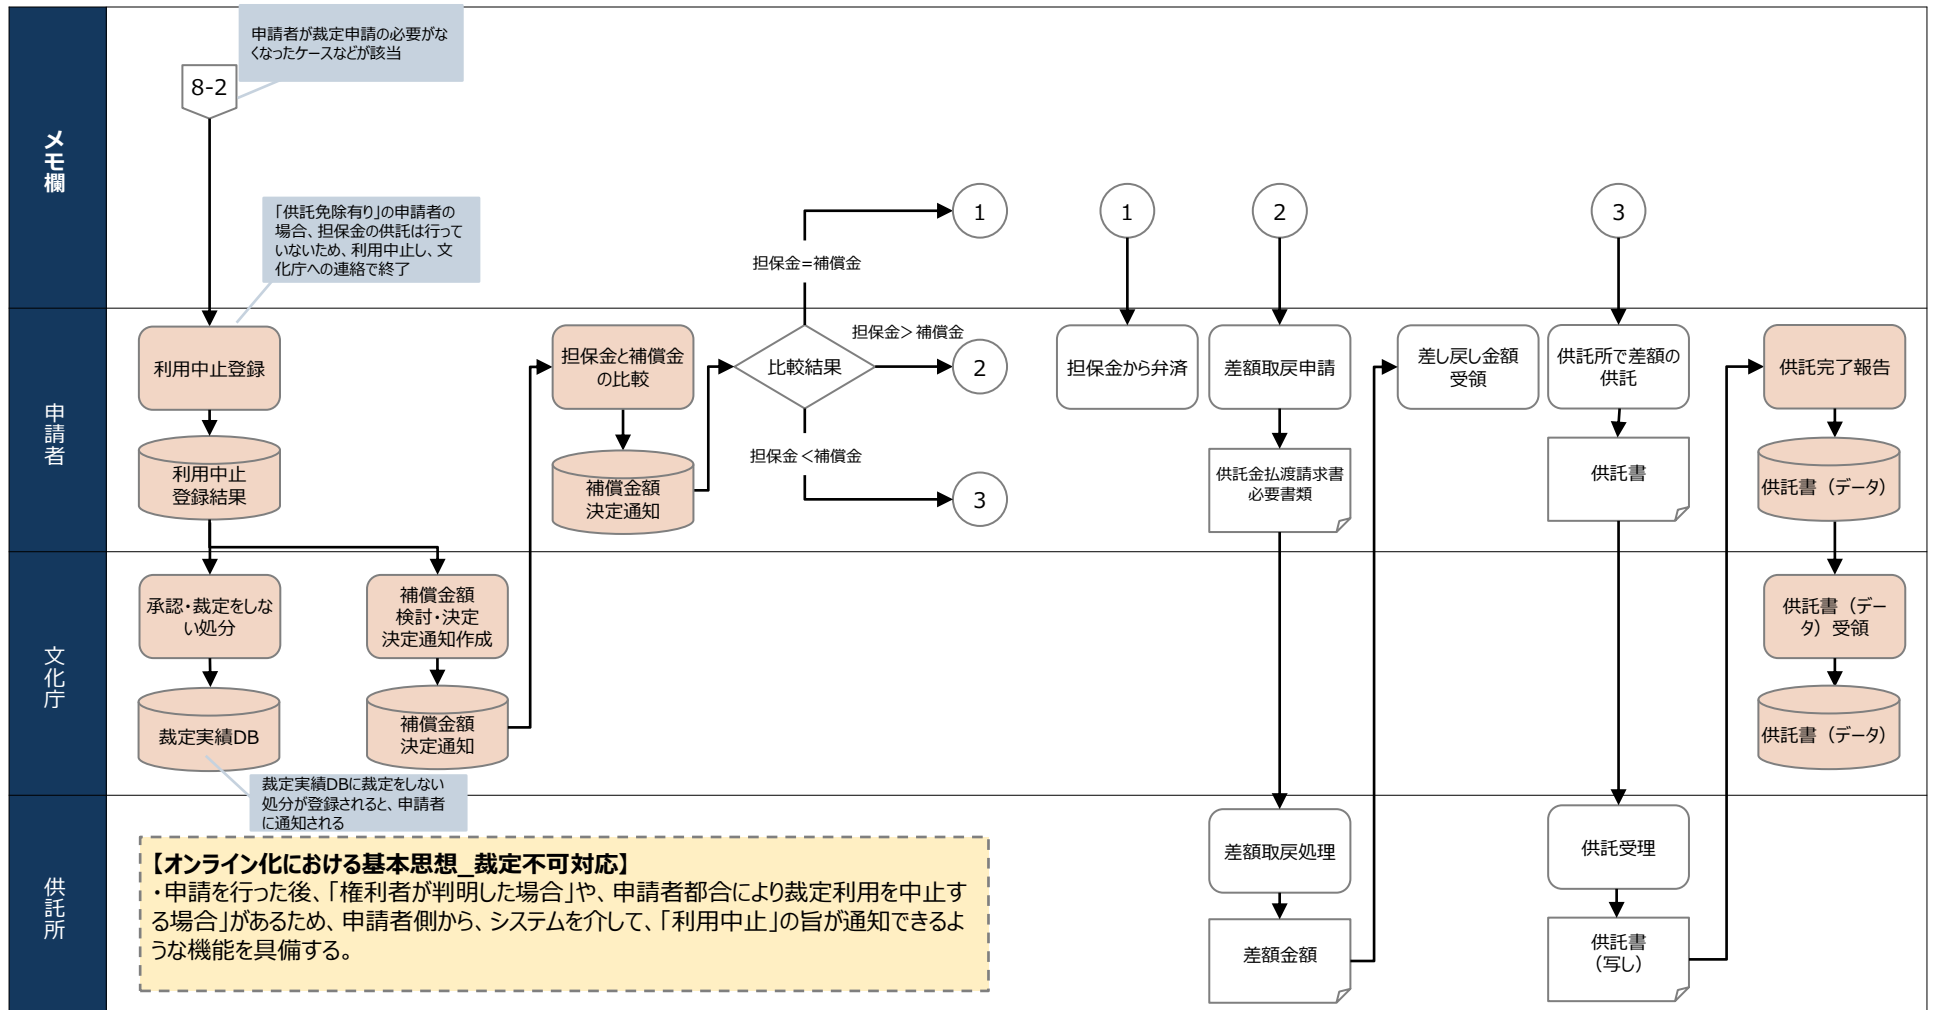 メモ欄
申請者が裁定申請の必要がな
くなったケースなどが該当
8-2
「供託免除有り」の申請者の
場合、担保金の供託は行って
いないため、利用中止し、文
化庁への連絡で終了
担保金=補償金
1
1
2
3
申請者
利用中止登録
利用中止
登録結果
担保金と補償金
の比較
補償金額
決定通知
比較結果
担保金＞補償金
2
担保金＜補償金
3
担保金から弁済
差額取戻申請
供託金払渡請求書
必要書類
差し戻し金額
受領
供託所で差額の
供託
供託書
供託完了報告
供託書（データ）
文化庁
承認・裁定をしな
い処分
裁定実績DB
補償金額
検討・決定
決定通知作成
補償金額
決定通知
裁定実績DBに裁定をしない
処分が登録されると、申請者
に通知される
供託書（デー
タ）受領
供託書（データ）
供託所
【オンライン化における基本思想_裁定不可対応】
・申請を行った後、「権利者が判明した場合」や、申請者都合により裁定利用を中止す
る場合」があるため、申請者側から、システムを介して、「利用中止」の旨が通知できるよ
うな機能を具備する。
差額取戻処理
差額金額
供託受理
供託書
（写し）